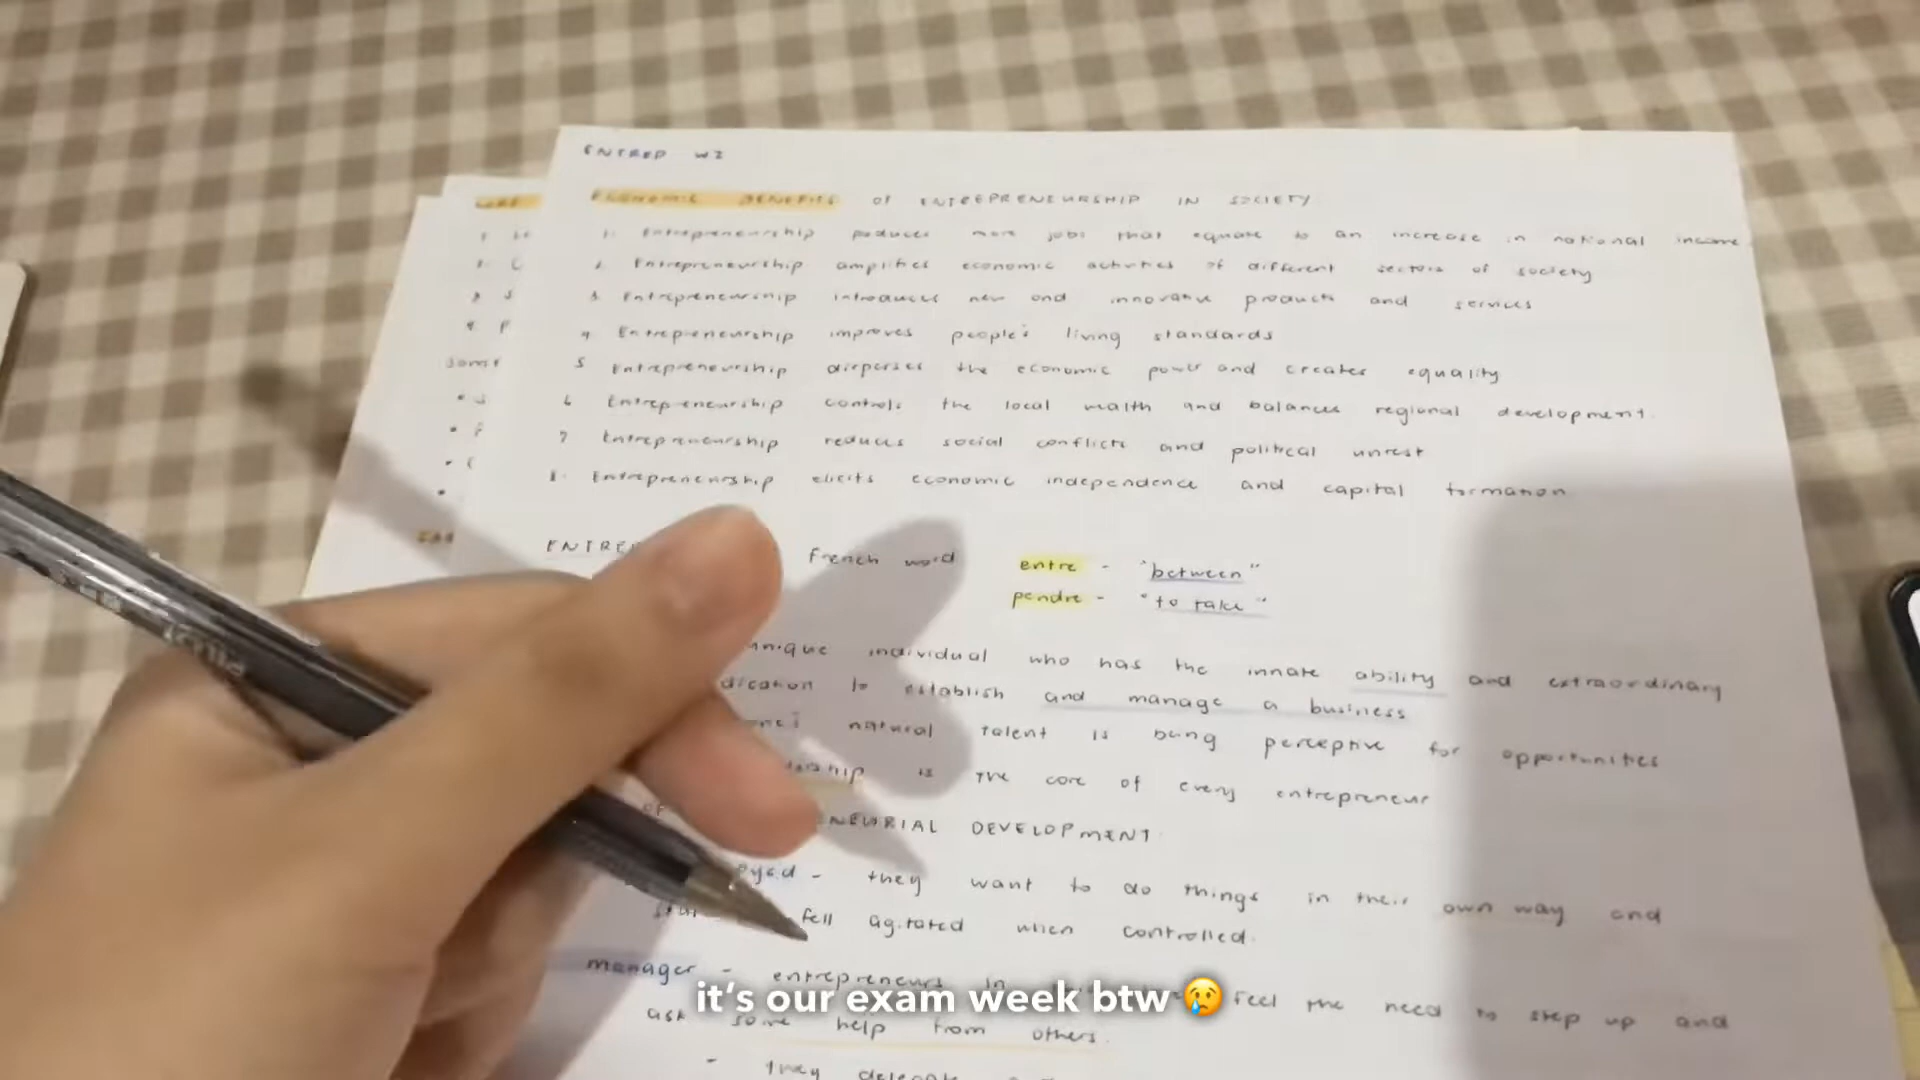 ENTREP W2
ECONOMIC BENEFITS of ENTREPRENEURSHIP IN SOCIETY
1. Entrepreneurship produces more jobs that equate to an increase in national income
2 Entrepreneurship amplifies economic activities of different sectors of society
3 Entrepreneurship introduces new and innovative products and services
4 Entrepreneurship improves people's living standards
5 Entrepreneurship disperses the economic power and creates equality
6 Entrepreneurship controls the local wealth and balances regional development.
7 Entrepreneurship reduces social conflicts and political unrest
8. Entrepreneurship elicits economic independence and capital formation
French word entre - "between"
pendre - "to take"
unique individual who has the innate ability and extraordinary
to establish and manage a business
natural talent is being perceptive for opportunities
is the core of every entrepreneur
DEVELOPMENT
they want to do things in their own way and
fell agitated when controlled.
manager - entrepreneurs in feel the need to step up and
ask some help from others.
- they
it's our exam week btw 😢
PILOT